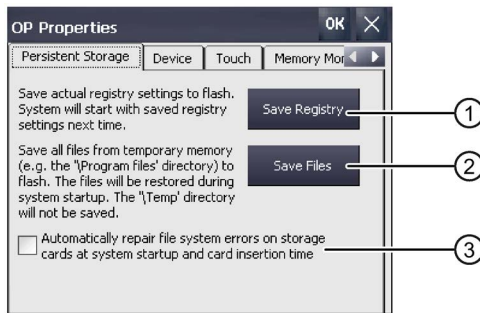 OP Properties OK
Persistent Storage Device Touch Memory Mor
Save actual registry settings to flash.
System will start with saved registry
settings next time.
Save Registry
1
Save all files from temporary memory
(e.g. the "\Program files' directory) to
flash. The files will be restored during
system startup. The "\Temp' directory
will not be saved.
Save Files
2
Automatically repair file system errors on storage
cards at system startup and card insertion time
3